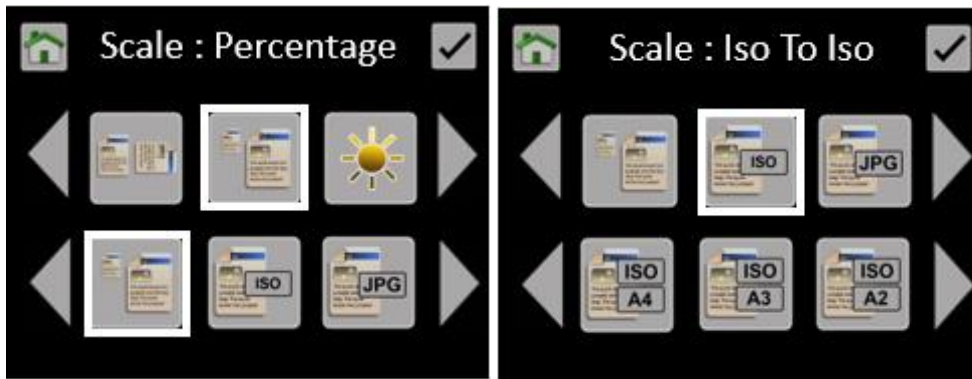 Scale : Percentage
ISO
JPG
Scale : Iso To Iso
ISO
JPG
ISO
A4
ISO
A3
ISO
A2